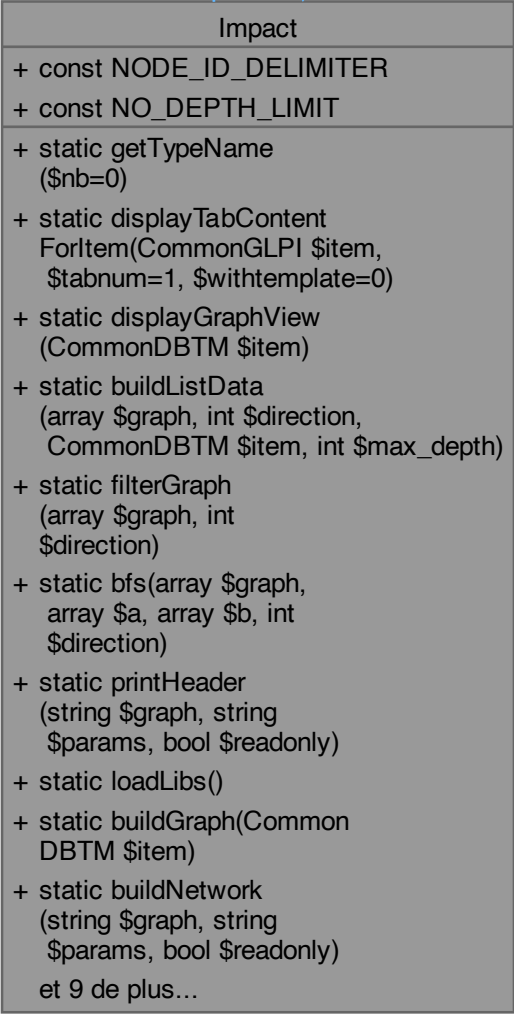 Impact
+ const NODE_ID_DELIMITER
+ const NO_DEPTH_LIMIT
+ static getTypeName
($nb=0)
+ static displayTabContent
ForItem(CommonGLPI $item,
$tabnum=1, $withtemplate=0)
+ static displayGraphView
(CommonDBTM $item)
+ static buildListData
(array $graph, int $direction,
CommonDBTM $item, int $max_depth)
+ static filterGraph
(array $graph, int
$direction)
+ static bfs(array $graph,
array $a, array $b, int
$direction)
+ static printHeader
(string $graph, string
$params, bool $readonly)
+ static loadLibs()
+ static buildGraph(Common
DBTM $item)
+ static buildNetwork
(string $graph, string
$params, bool $readonly)
et 9 de plus...